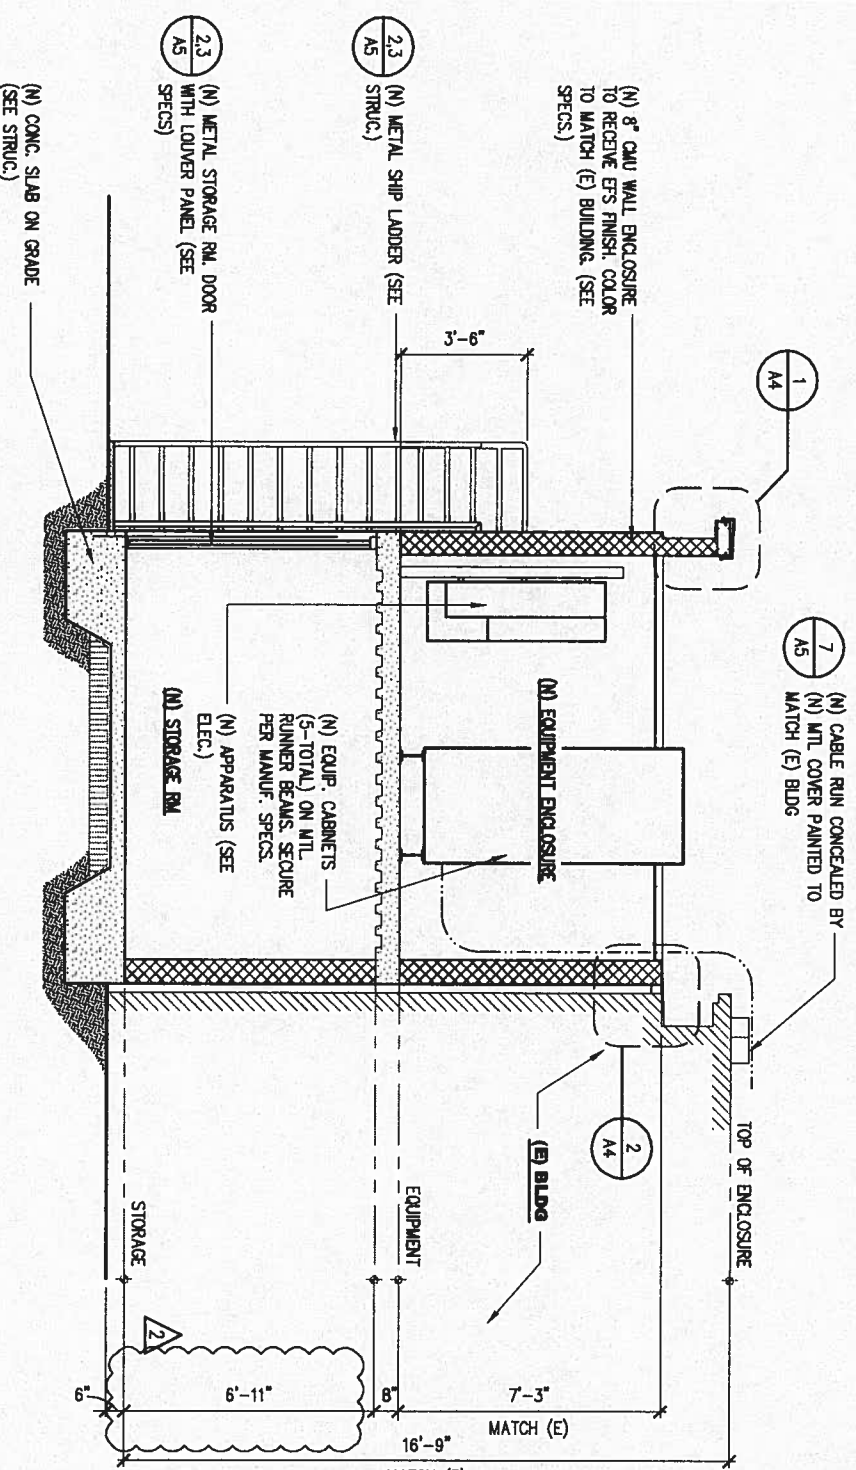 2,3
A5
(N) CONC. SLAB ON GRADE
(SEE STRUC.)
(N) METAL STORAGE RM. DOOR
WITH LOUVER PANEL (SEE
SPECS)
2,3
A5
(N) METAL SHIP LADDER (SEE
STRUC.)
(N) 8" CMU WALL ENCLOSURE
TO RECEIVE EFS FINISH. COLOR
TO MATCH (E) BUILDING. (SEE
SPECS.)
3'-6"
1
A4
7
A5
(N) CABLE RUN CONCEALED BY
(N) MTL COVER PAINTED TO
MATCH (E) BLDG
(N) EQUIPMENT ENCLOSURE
(N) EQUIP. CABINETS
(5-TOTAL) ON MTL
RUNNER BEAMS. SECURE
PER MANUF. SPECS.
(N) APPARATUS (SEE
ELEC.)
(N) STORAGE RM
2
A4
(E) BLDG
TOP OF ENCLOSURE
EQUIPMENT
STORAGE
2
6"
6'-11"
8"
7'-3"
MATCH (E)
16'-9"